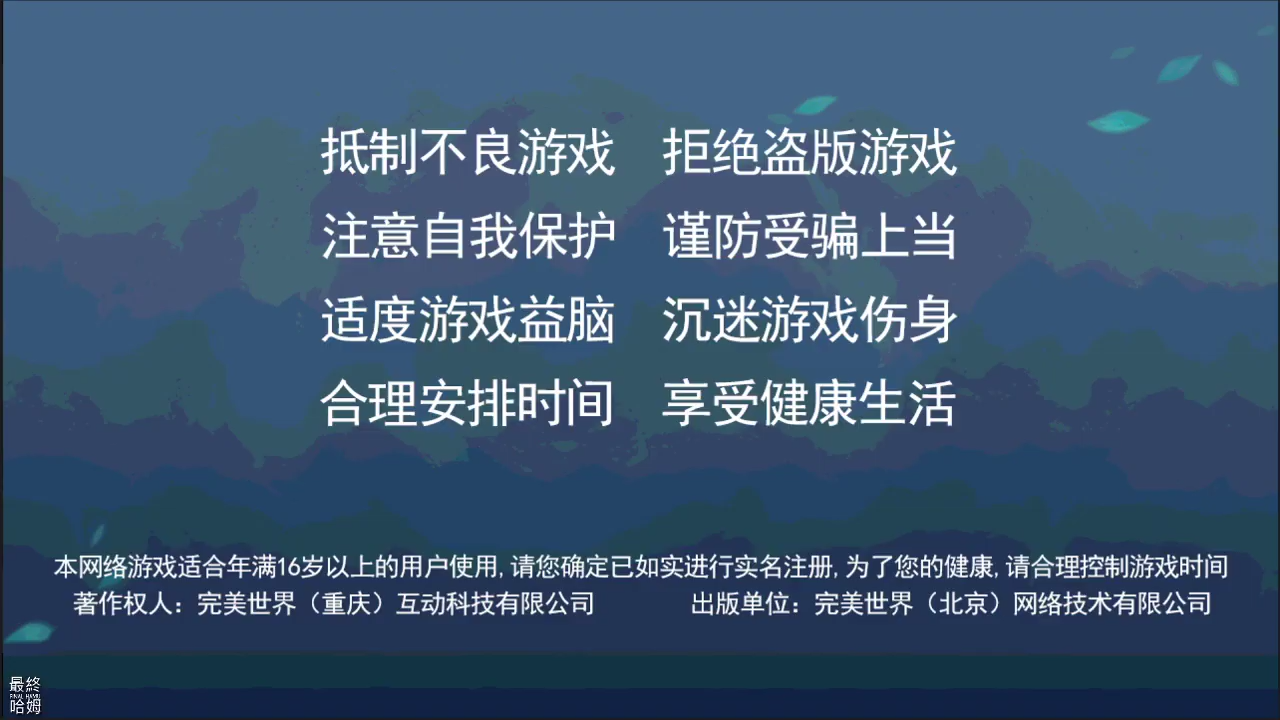 抵制不良游戏　拒绝盗版游戏
注意自我保护　谨防受骗上当
适度游戏益脑　沉迷游戏伤身
合理安排时间　享受健康生活
本网络游戏适合年满16岁以上的用户使用,请您确定已如实进行实名注册,为了您的健康,请合理控制游戏时间
著作权人：完美世界（重庆）互动科技有限公司　出版单位：完美世界（北京）网络技术有限公司
最終
哈姆